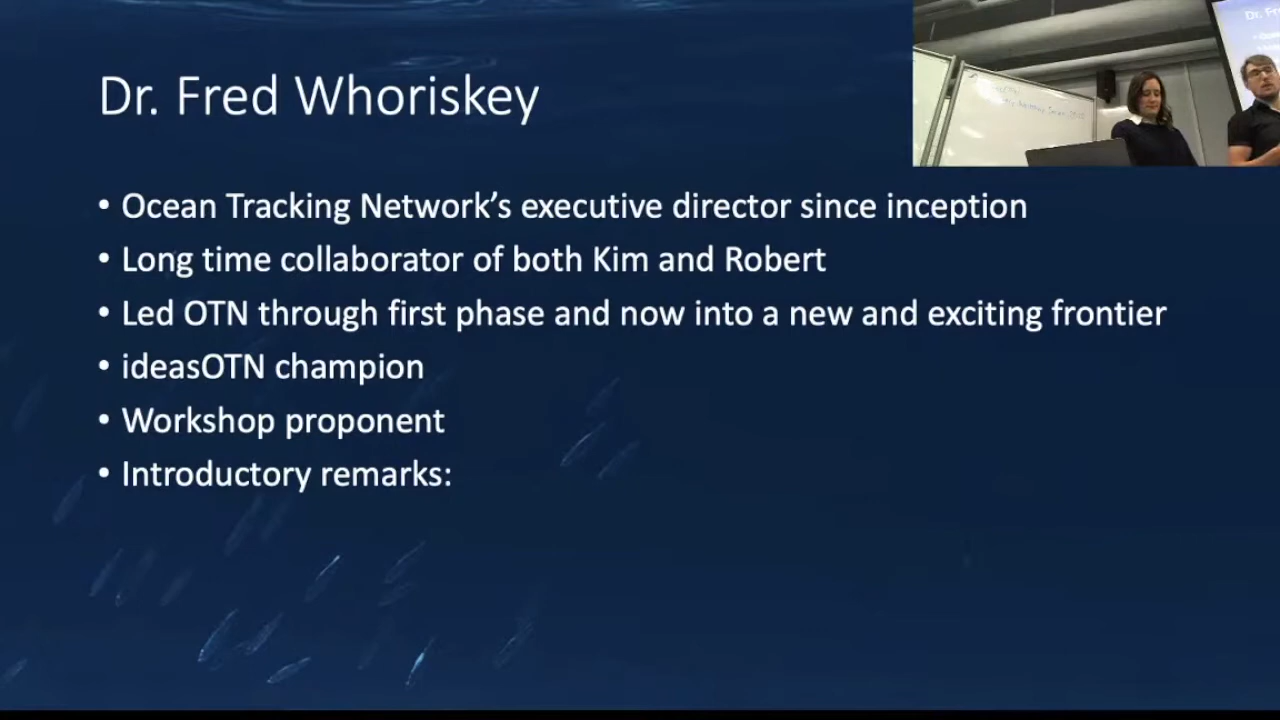 Dr. Fred Whoriskey
• Ocean Tracking Network's executive director since inception
• Long time collaborator of both Kim and Robert
• Led OTN through first phase and now into a new and exciting frontier
• ideasOTN champion
• Workshop proponent
• Introductory remarks: